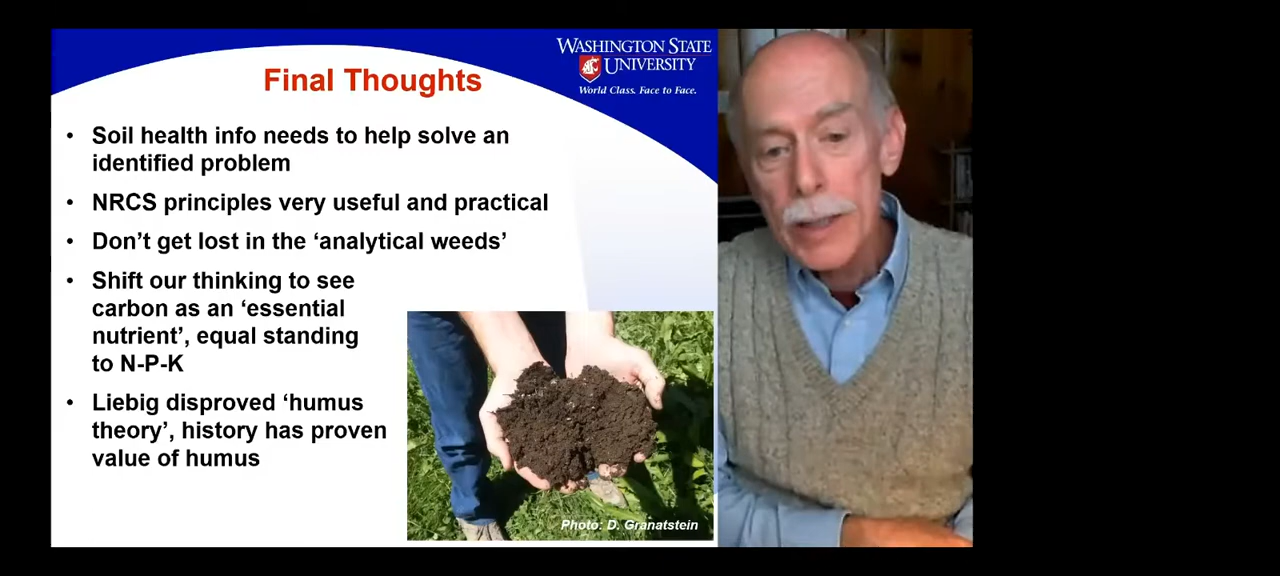 WASHINGTON STATE
UNIVERSITY
World Class. Face to Face.
Final Thoughts
• Soil health info needs to help solve an
identified problem
• NRCS principles very useful and practical
• Don’t get lost in the ‘analytical weeds’
• Shift our thinking to see
carbon as an ‘essential
nutrient’, equal standing
to N-P-K
• Liebig disproved ‘humus
theory’, history has proven
value of humus
Photo: D. Granatstein